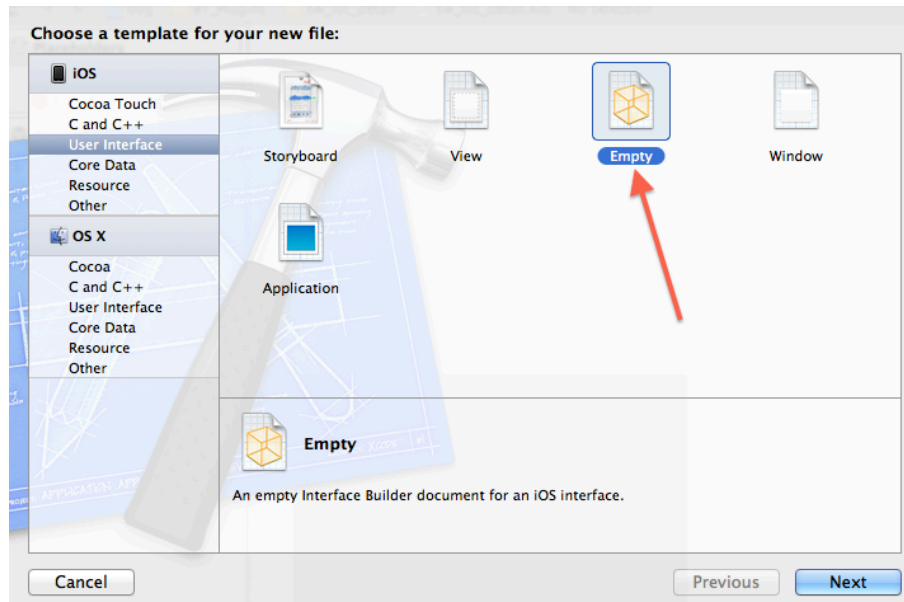 Choose a template for your new file:
iOS
Cocoa Touch
C and C++
User Interface
Core Data
Resource
Other
OS X
Cocoa
C and C++
User Interface
Core Data
Resource
Other
Storyboard
View
Empty
Window
Application
Empty
An empty Interface Builder document for an iOS interface.
Cancel
Previous
Next